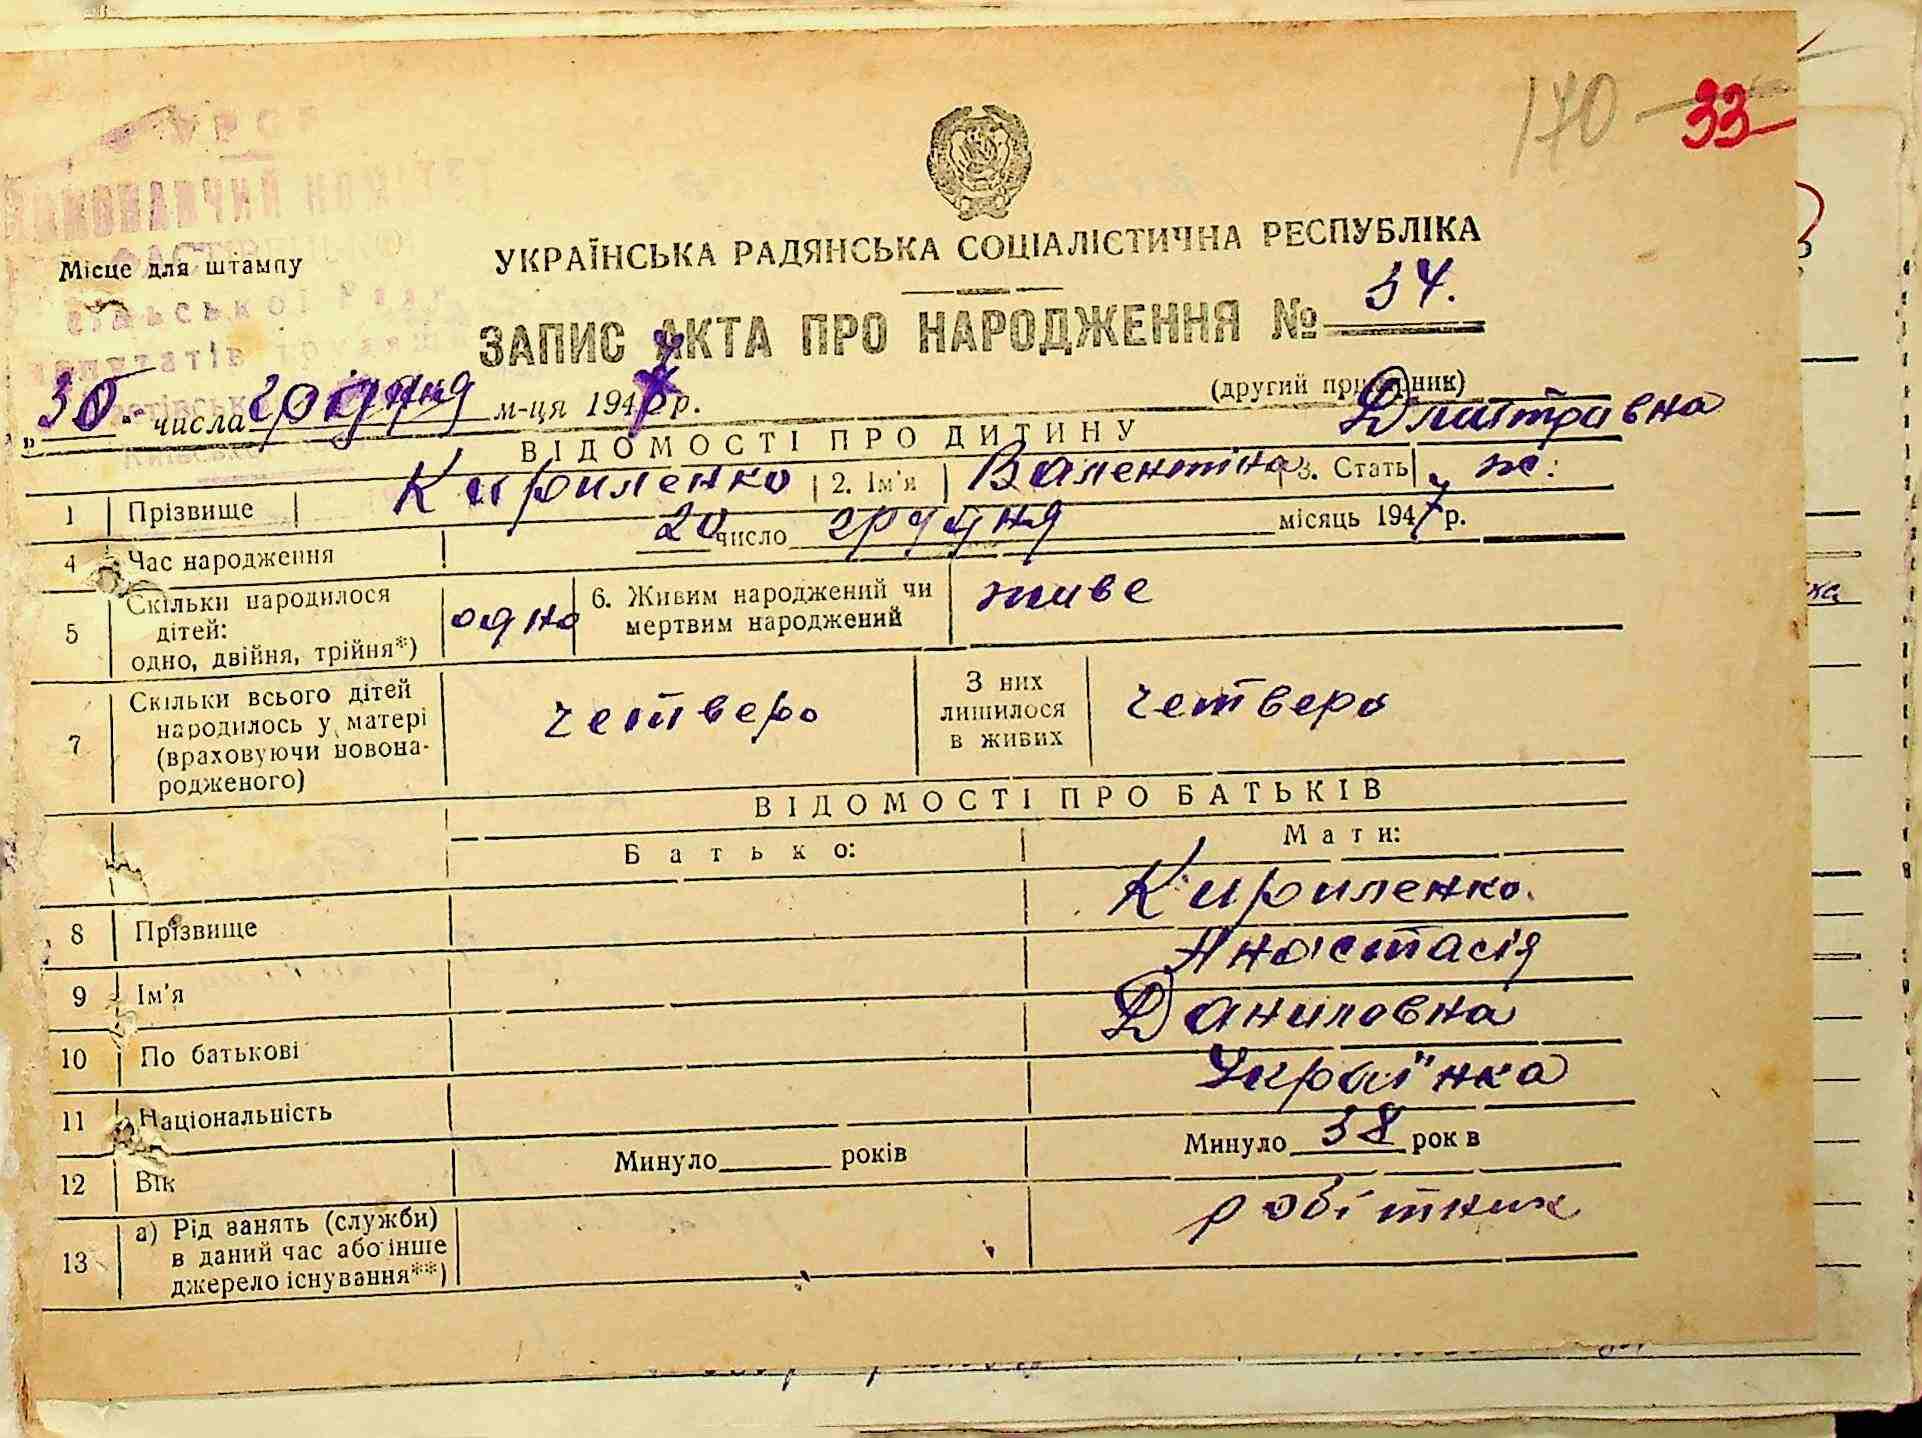 170 33
УКРАЇНСЬКА РАДЯНСЬКА СОЦІАЛІСТИЧНА РЕСПУБЛІКА
Місце для штампу
ЗАПИС АКТА ПРО НАРОДЖЕННЯ № 34.
(другий примірник)
„30" числа грудня м-ця 1947 р.
Дмитравна
ВІДОМОСТІ ПРО ДИТИНУ
1 Прізвище Кириленко 2. Ім'я Валентіна 3. Стать ж.
4 Час народження 20 число грудня місяць 1947 р.
5 Скільки народилося дітей: одно, двійня, трійня*) одно 6. Живим народжений чи мертвим народжений живе
7 Скільки всього дітей народилось у матері (враховуючи новонародженого) четверо З них лишилося в живих четверо
ВІДОМОСТІ ПРО БАТЬКІВ
Батько: Мати:
8 Прізвище Кириленко.
9 Ім'я Анастасія
10 По батькові Даниловна
11 Національність Украінка
12 Вік Минуло років Минуло 38 рок в
13 а) Рід занять (служби) в даний час або інше джерело існування**) робітник